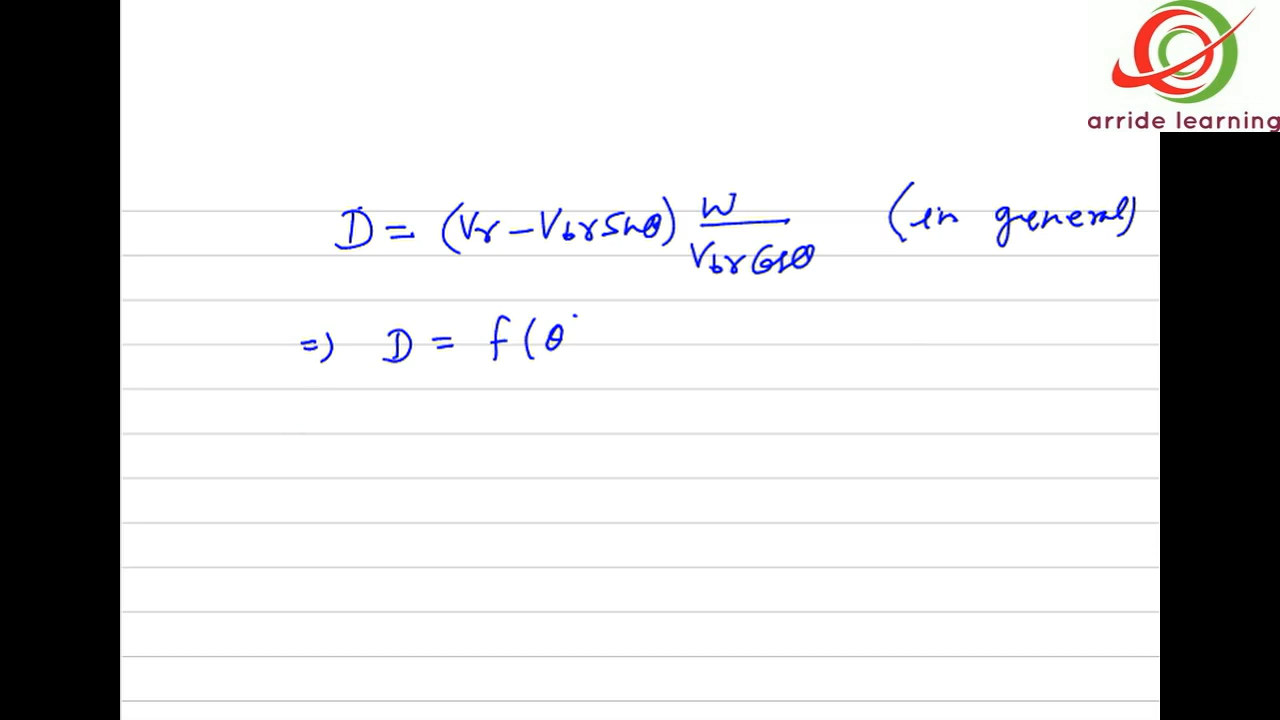 arride learning
D = (Vr - Vbr Sinθ) W / Vbr Cosθ (in general)
=) D = f(θ